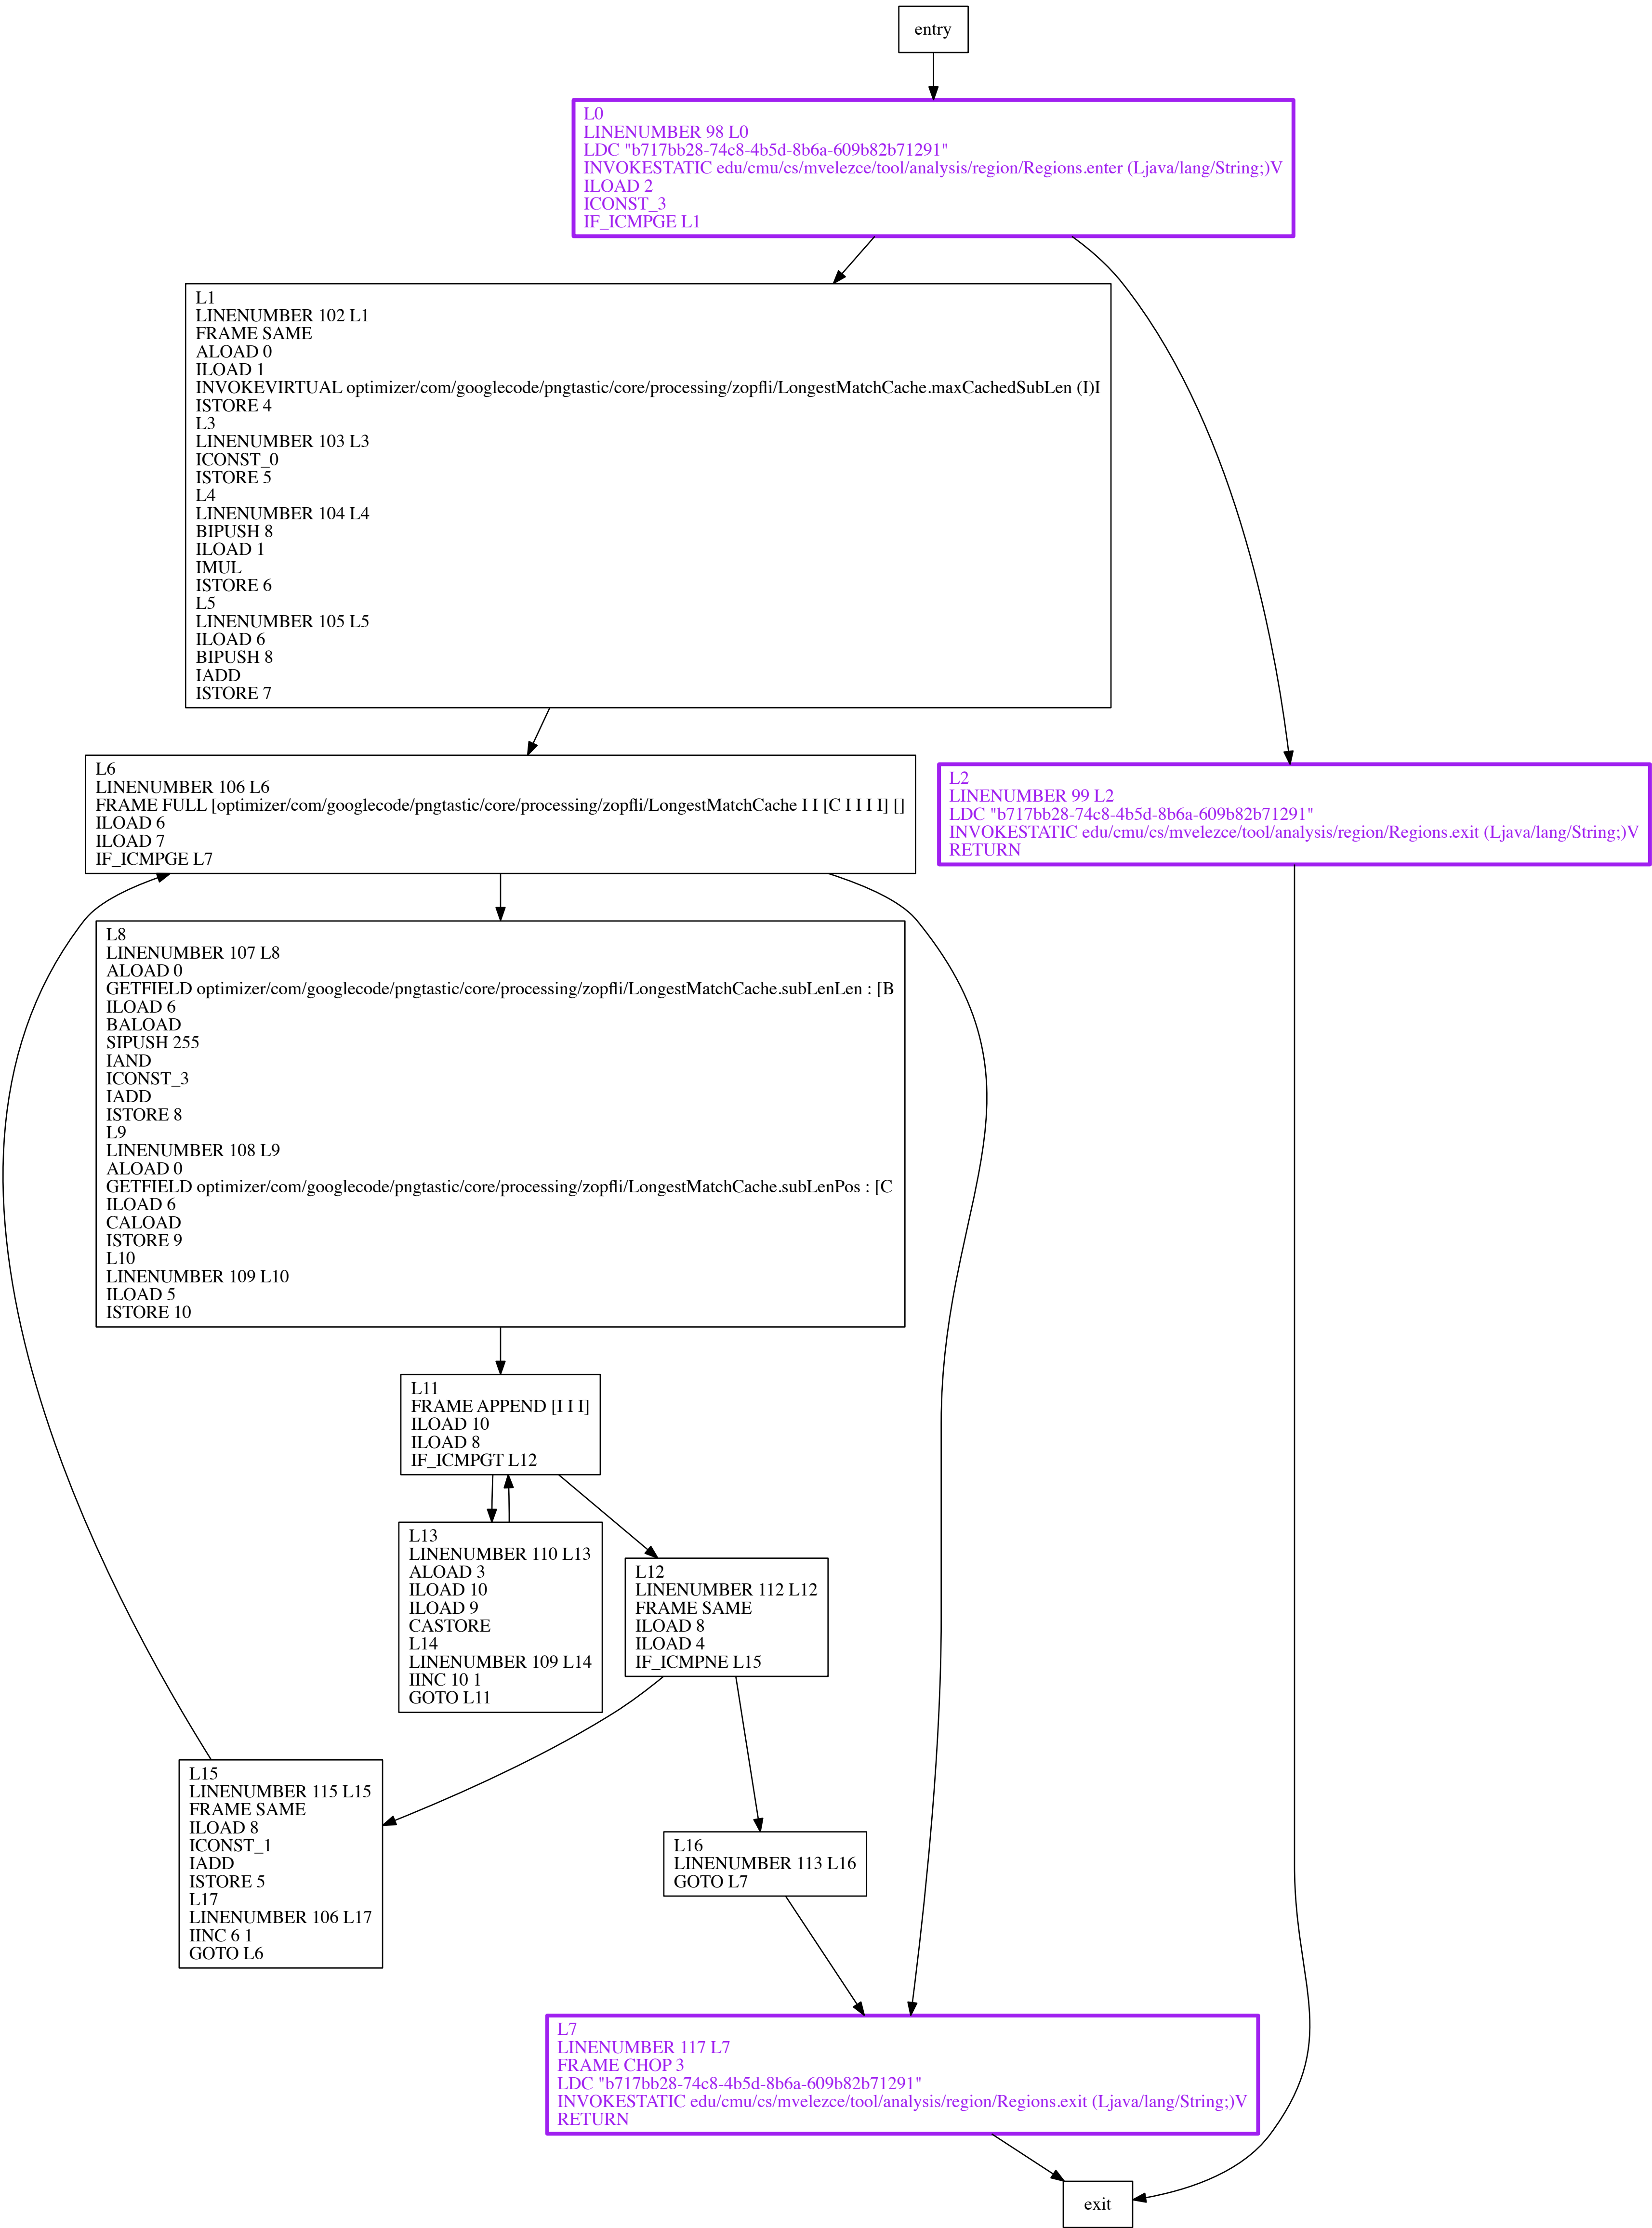 entry
L0
LINENUMBER 98 L0
LDC "b717bb28-74c8-4b5d-8b6a-609b82b71291"
INVOKESTATIC edu/cmu/cs/mvelezce/tool/analysis/region/Regions.enter (Ljava/lang/String;)V
ILOAD 2
ICONST_3
IF_ICMPGE L1
L1
LINENUMBER 102 L1
FRAME SAME
ALOAD 0
ILOAD 1
INVOKEVIRTUAL optimizer/com/googlecode/pngtastic/core/processing/zopfli/LongestMatchCache.maxCachedSubLen (I)I
ISTORE 4
L3
LINENUMBER 103 L3
ICONST_0
ISTORE 5
L4
LINENUMBER 104 L4
BIPUSH 8
ILOAD 1
IMUL
ISTORE 6
L5
LINENUMBER 105 L5
ILOAD 6
BIPUSH 8
IADD
ISTORE 7
L6
LINENUMBER 106 L6
FRAME FULL [optimizer/com/googlecode/pngtastic/core/processing/zopfli/LongestMatchCache I I [C I I I I] []
ILOAD 6
ILOAD 7
IF_ICMPGE L7
L2
LINENUMBER 99 L2
LDC "b717bb28-74c8-4b5d-8b6a-609b82b71291"
INVOKESTATIC edu/cmu/cs/mvelezce/tool/analysis/region/Regions.exit (Ljava/lang/String;)V
RETURN
L8
LINENUMBER 107 L8
ALOAD 0
GETFIELD optimizer/com/googlecode/pngtastic/core/processing/zopfli/LongestMatchCache.subLenLen : [B
ILOAD 6
BALOAD
SIPUSH 255
IAND
ICONST_3
IADD
ISTORE 8
L9
LINENUMBER 108 L9
ALOAD 0
GETFIELD optimizer/com/googlecode/pngtastic/core/processing/zopfli/LongestMatchCache.subLenPos : [C
ILOAD 6
CALOAD
ISTORE 9
L10
LINENUMBER 109 L10
ILOAD 5
ISTORE 10
L11
FRAME APPEND [I I I]
ILOAD 10
ILOAD 8
IF_ICMPGT L12
L13
LINENUMBER 110 L13
ALOAD 3
ILOAD 10
ILOAD 9
CASTORE
L14
LINENUMBER 109 L14
IINC 10 1
GOTO L11
L12
LINENUMBER 112 L12
FRAME SAME
ILOAD 8
ILOAD 4
IF_ICMPNE L15
L15
LINENUMBER 115 L15
FRAME SAME
ILOAD 8
ICONST_1
IADD
ISTORE 5
L17
LINENUMBER 106 L17
IINC 6 1
GOTO L6
L16
LINENUMBER 113 L16
GOTO L7
L7
LINENUMBER 117 L7
FRAME CHOP 3
LDC "b717bb28-74c8-4b5d-8b6a-609b82b71291"
INVOKESTATIC edu/cmu/cs/mvelezce/tool/analysis/region/Regions.exit (Ljava/lang/String;)V
RETURN
exit